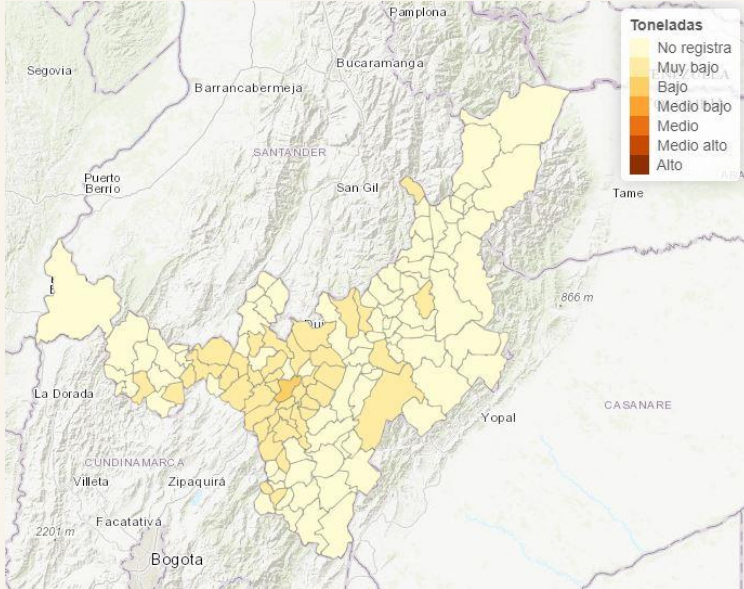 Pamplona
Toneladas
No registra
Muy bajo
Bajo
Medio bajo
Medio
Medio alto
Alto
Segovia
Bucaramanga
Barrancabermeja
SANTANDER
Puerto
Berrío
San Gil
Tame
866 m
La Dorada
Yopal
CASANARE
CUNDINAMARCA
Villeta
Zipaquirá
2201 m
Facatativá
Bogota